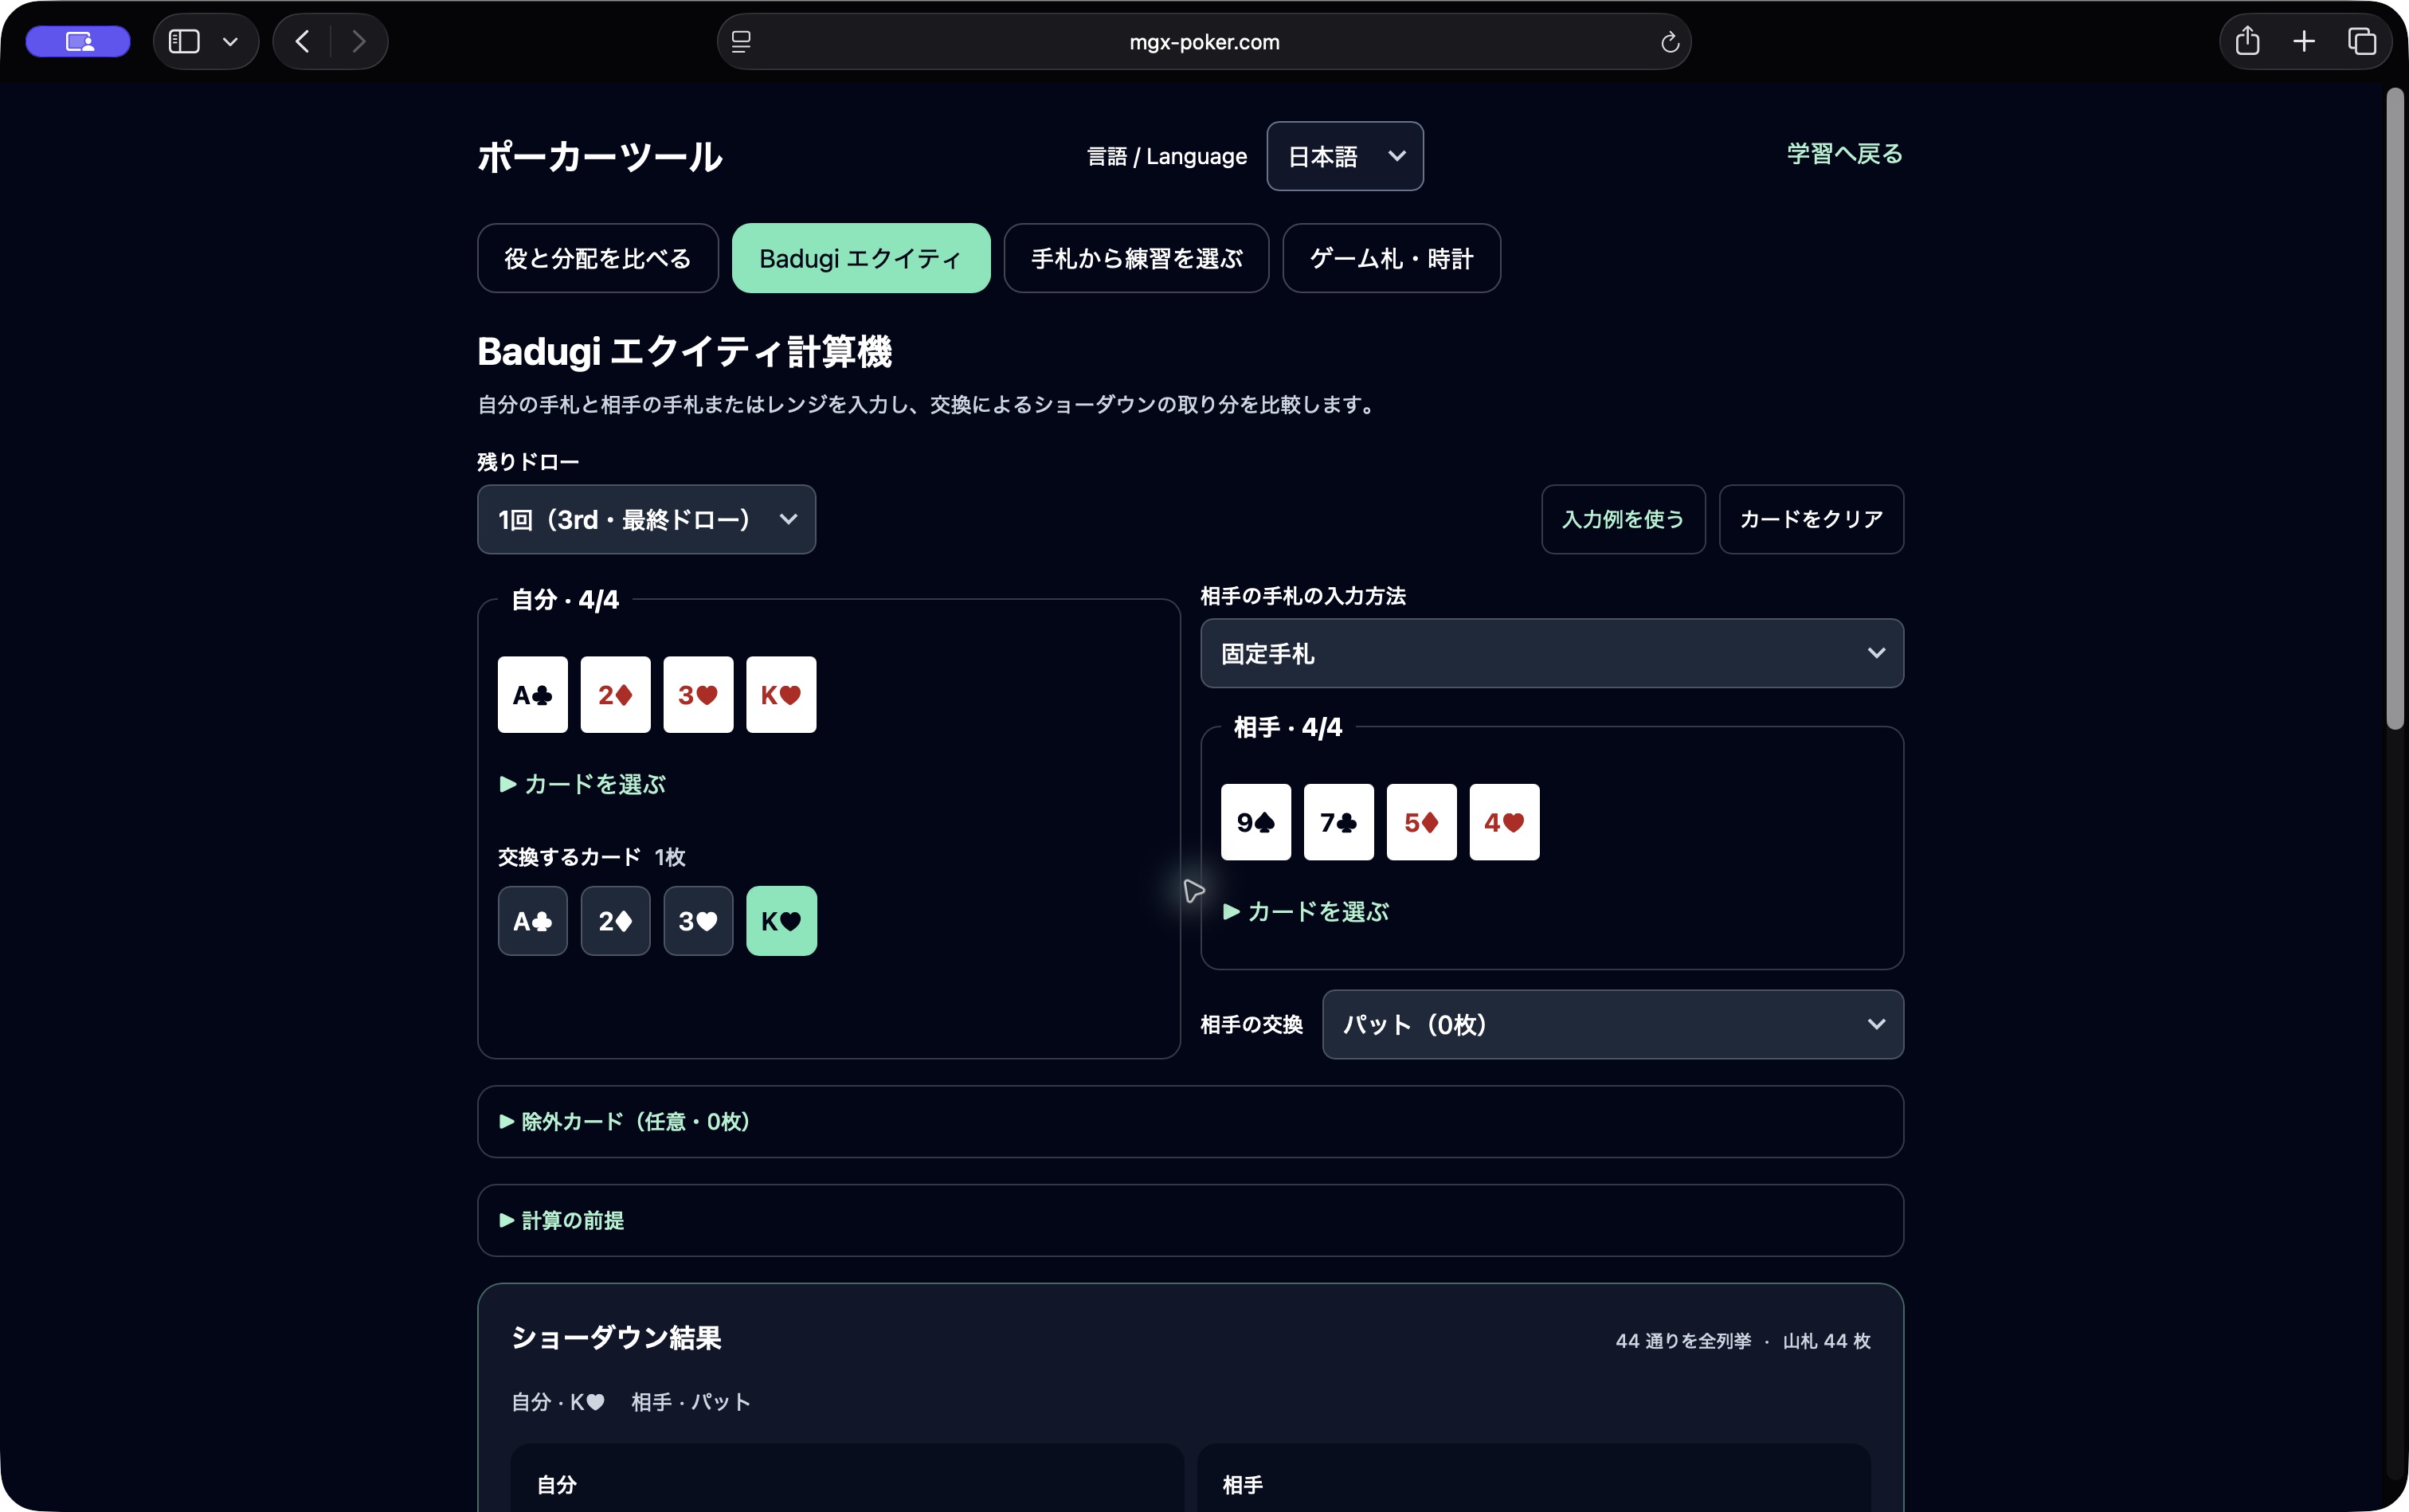 mgx-poker.com
ポーカーツール
言語 / Language 日本語
学習へ戻る
役と分配を比べる Badugi エクイティ 手札から練習を選ぶ ゲーム札・時計
Badugi エクイティ計算機
自分の手札と相手の手札またはレンジを入力し、交換によるショーダウンの取り分を比較します。
残りドロー
1回（3rd・最終ドロー） 入力例を使う カードをクリア
自分 · 4/4
A♣ 2♦ 3♥ K♥
▶ カードを選ぶ
交換するカード 1枚
A♣ 2♦ 3♥ K♥
相手の手札の入力方法
固定手札
相手 · 4/4
9♠ 7♣ 5♦ 4♥
▶ カードを選ぶ
相手の交換 パット（0枚）
▶ 除外カード（任意・0枚）
▶ 計算の前提
ショーダウン結果
44 通りを全列挙 · 山札 44 枚
自分 · K♥ 相手 · パット
自分
相手